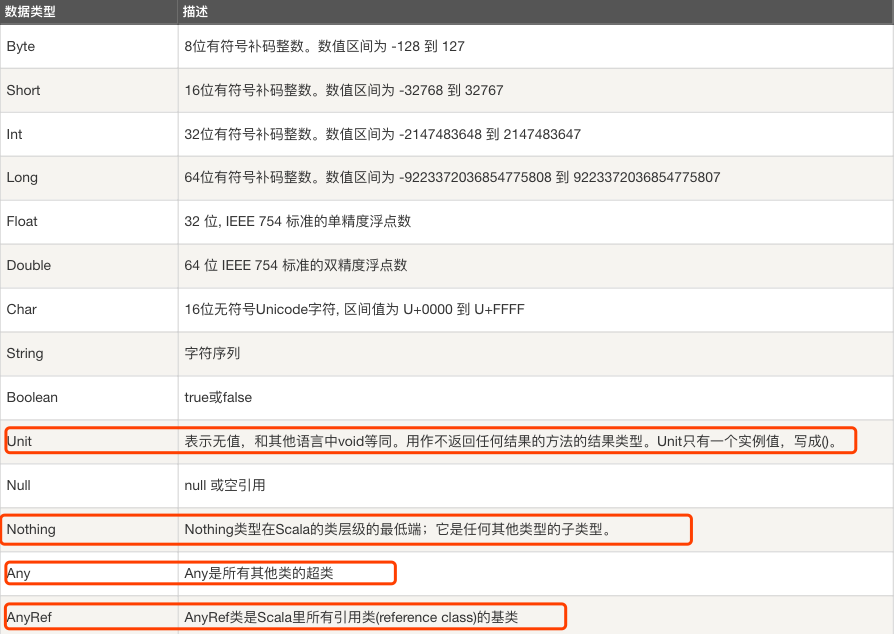 数据类型 描述
Byte 8位有符号补码整数。数值区间为 -128 到 127
Short 16位有符号补码整数。数值区间为 -32768 到 32767
Int 32位有符号补码整数。数值区间为 -2147483648 到 2147483647
Long 64位有符号补码整数。数值区间为 -9223372036854775808 到 9223372036854775807
Float 32 位, IEEE 754 标准的单精度浮点数
Double 64 位 IEEE 754 标准的双精度浮点数
Char 16位无符号Unicode字符, 区间值为 U+0000 到 U+FFFF
String 字符序列
Boolean true或false
Unit 表示无值，和其他语言中void等同。用作不返回任何结果的方法的结果类型。Unit只有一个实例值，写成()。
Null null 或空引用
Nothing Nothing类型在Scala的类层级的最低端；它是任何其他类型的子类型。
Any Any是所有其他类的超类
AnyRef AnyRef类是Scala里所有引用类(reference class)的基类